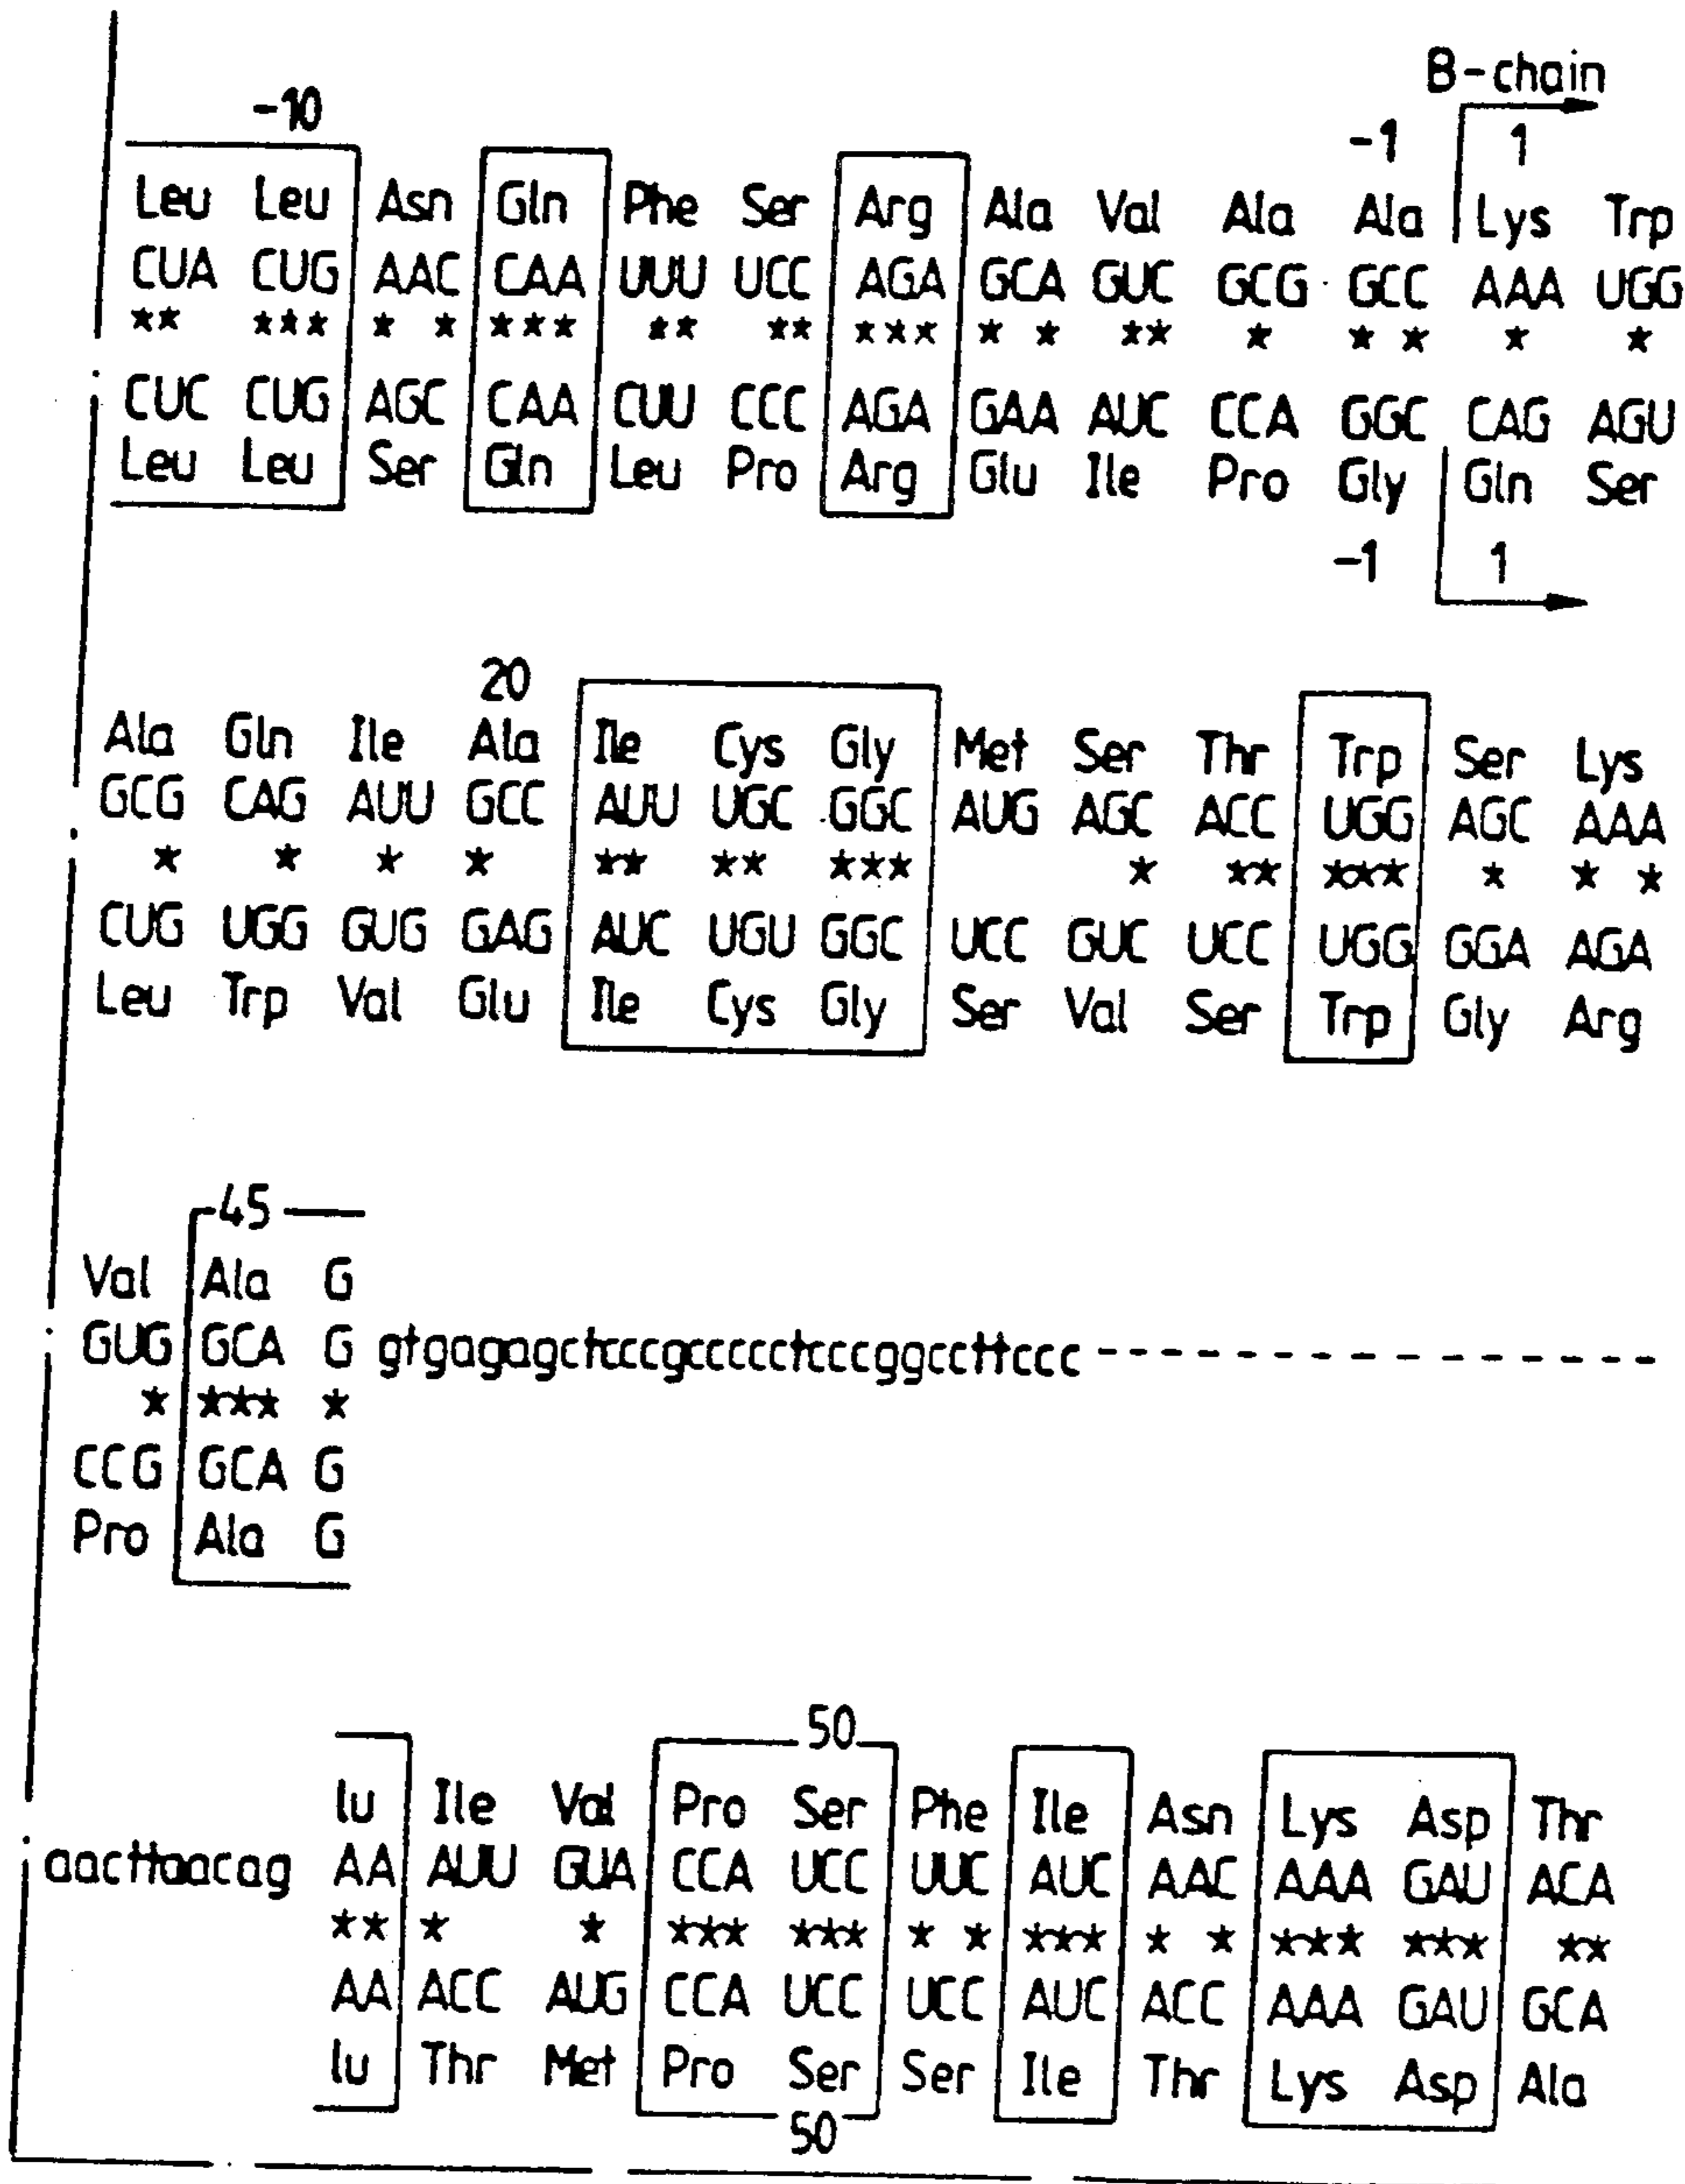 B-chain
-10 -1 1
Leu Leu Asn Gln Phe Ser Arg Ala Val Ala Ala Lys Trp
CUA CUG AAC CAA UUU UCC AGA GCA GUC GCG GCC AAA UGG
** *** * * *** ** ** *** * * ** * * * * *
CUC CUG AGC CAA CUU CCC AGA GAA AUC CCA GGC CAG AGU
Leu Leu Ser Gln Leu Pro Arg Glu Ile Pro Gly Gln Ser
-1 1
20
Ala Gln Ile Ala Ile Cys Gly Met Ser Thr Trp Ser Lys
GCG CAG AUU GCC AUU UGC GGC AUG AGC ACC UGG AGC AAA
* * * * ** ** *** * ** *** * * *
CUG UGG GUG GAG AUC UGU GGC UCC GUC UCC UGG GGA AGA
Leu Trp Val Glu Ile Cys Gly Ser Val Ser Trp Gly Arg
45
Val Ala G
GUG GCA G gtgagagctcccgcccccctcccggccttccc - - - - - - - - - - - - - -
* *** *
CCG GCA G
Pro Ala G
50
lu Ile Val Pro Ser Phe Ile Asn Lys Asp Thr
aacttaacag AA AUU GUA CCA UCC UUC AUC AAC AAA GAU ACA
** * * *** *** * * *** * * *** *** **
AA ACC AUG CCA UCC UCC AUC ACC AAA GAU GCA
lu Thr Met Pro Ser Ser Ile Thr Lys Asp Ala
50